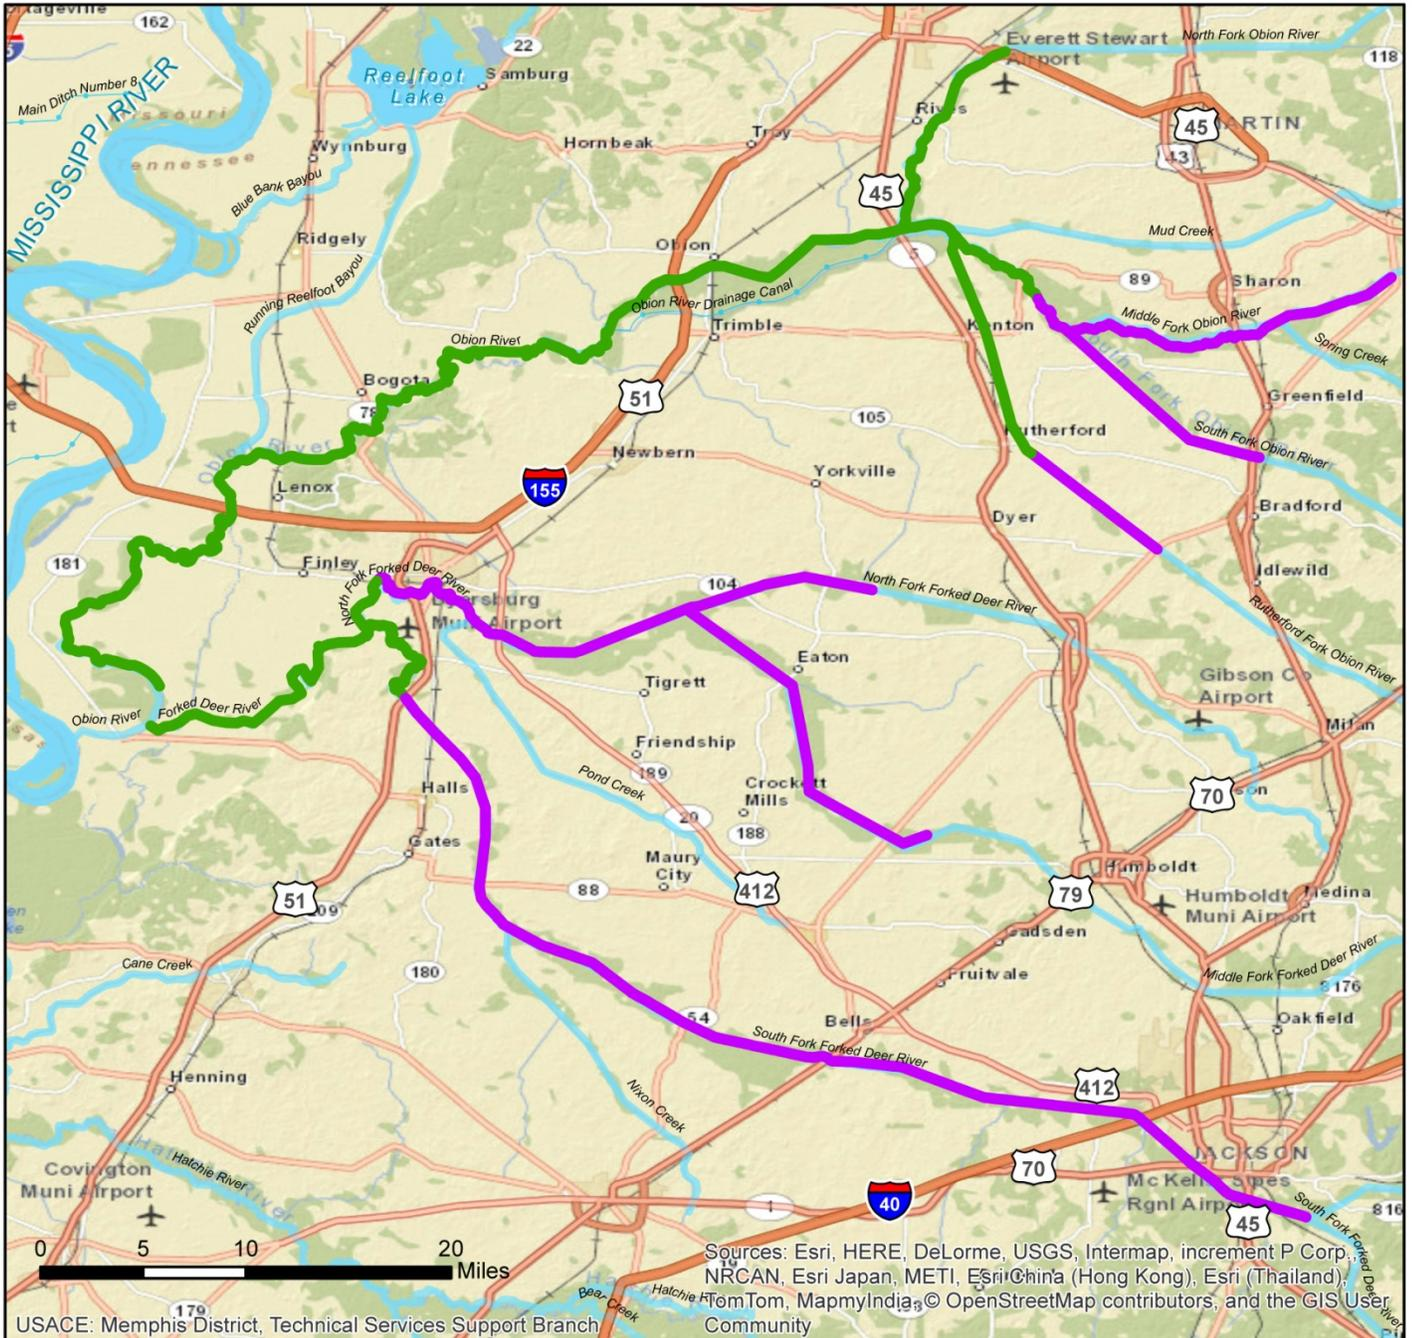 162
22
Reelfoot
Lake
Samburg
Everett Stewart
Airport
North Fork Obion River
118
Main Ditch Number 8
MISSISSIPPI RIVER
Missouri
Tennessee
Wynnburg
Hornbeak
Troy
Rives
45
43
Blue Bank Bayou
45
Ridgely
Obion
Mud Creek
5
Running Reelfoot Bayou
89
Sharon
Obion River Drainage Canal
Trimble
Kenton
Middle Fork Obion River
Obion River
Spring Creek
Bogota
78
51
105
Greenfield
South Fork Obion River
Rutherford
Obion River
Newbern
Yorkville
Lenox
155
Dyer
Bradford
181
Finley
North Fork Forked Deer River
104
North Fork Forked Deer River
Idlewild
Rutherford Fork Obion River
Dyersburg
Muni Airport
Eaton
Tigrett
Gibson Co
Airport
Obion River
Forked Deer River
Milan
Friendship
189
Halls
Pond Creek
Crockett
Mills
70
20
188
Gates
Maury
City
Humboldt
51
209
88
412
79
Humboldt
Muni Airport
Medina
Gadsden
Cane Creek
180
Fruitvale
Middle Fork Forked Deer River
Oakfield
54
Bells
South Fork Forked Deer River
Henning
Nixon Creek
412
Hatchie River
JACKSON
Covington
Muni Airport
70
Mc Kellar Sipes
Rgnl Airport
40
1
45
South Fork Forked Deer River
0 5 10 20
Miles
179
Bear Creek
Sources: Esri, HERE, DeLorme, USGS, Intermap, increment P Corp.,
NRCAN, Esri Japan, METI, Esri China (Hong Kong), Esri (Thailand),
TomTom, MapmyIndia, © OpenStreetMap contributors, and the GIS User
Community
USACE: Memphis District, Technical Services Support Branch